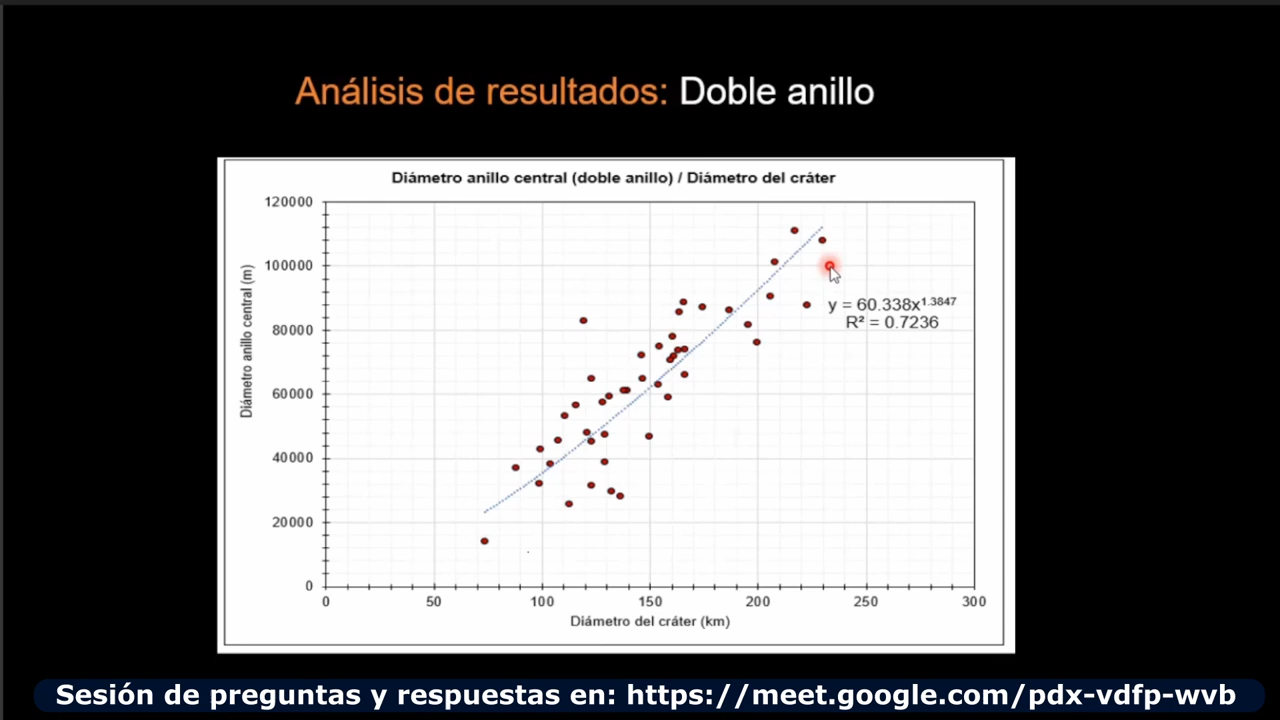 Análisis de resultados: Doble anillo
Diámetro anillo central (doble anillo) / Diámetro del cráter
120000
100000
80000
60000
40000
20000
0
Diámetro anillo central (m)
y = 60.338x^1.3847
R² = 0.7236
0 50 100 150 200 250 300
Diámetro del cráter (km)
Sesión de preguntas y respuestas en: https://meet.google.com/pdx-vdfp-wvb